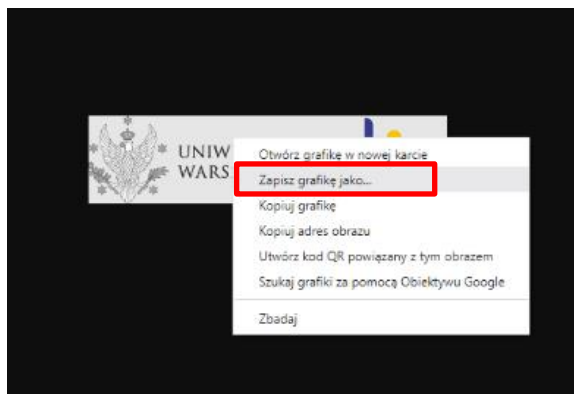 UNIW
WARS
Otwórz grafikę w nowej karcie
Zapisz grafikę jako...
Kopiuj grafikę
Kopiuj adres obrazu
Utwórz kod QR powiązany z tym obrazem
Szukaj grafiki za pomocą Obiektywu Google
Zbadaj